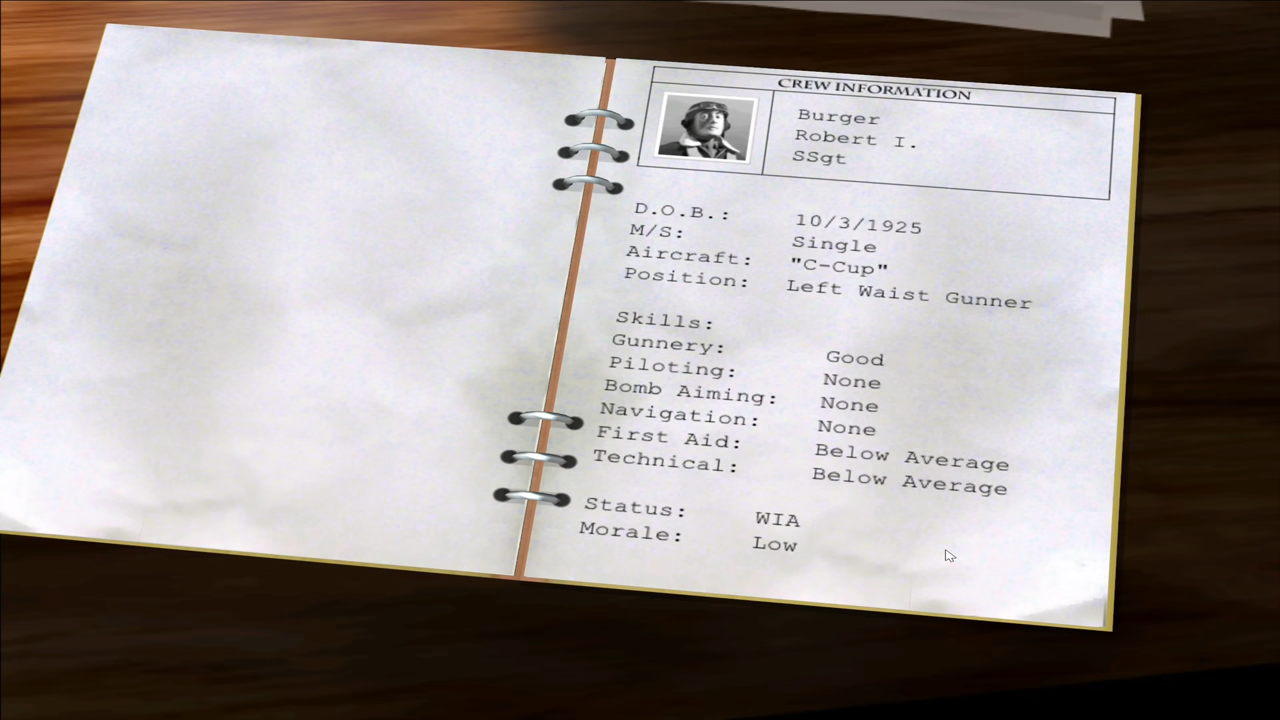 CREW INFORMATION
Burger
Robert I.
SSgt
D.O.B.: 10/3/1925
M/S: Single
Aircraft: "C-Cup"
Position: Left Waist Gunner
Skills:
Gunnery: Good
Piloting: None
Bomb Aiming: None
Navigation: None
First Aid: Below Average
Technical: Below Average
Status: WIA
Morale: Low